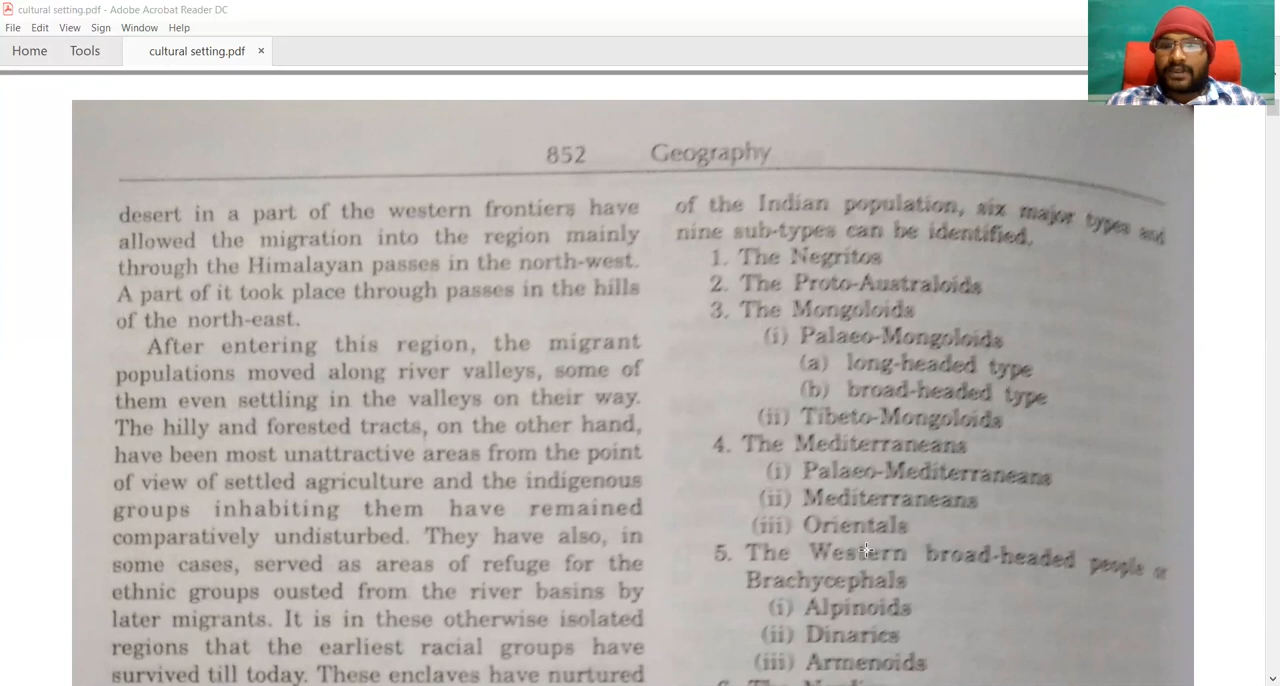 cultural setting.pdf - Adobe Acrobat Reader DC
File Edit View Sign Window Help
Home Tools cultural setting.pdf ×
852 Geography
desert in a part of the western frontiers have
allowed the migration into the region mainly
through the Himalayan passes in the north-west.
A part of it took place through passes in the hills
of the north-east.
After entering this region, the migrant
populations moved along river valleys, some of
them even settling in the valleys on their way.
The hilly and forested tracts, on the other hand,
have been most unattractive areas from the point
of view of settled agriculture and the indigenous
groups inhabiting them have remained
comparatively undisturbed. They have also, in
some cases, served as areas of refuge for the
ethnic groups ousted from the river basins by
later migrants. It is in these otherwise isolated
regions that the earliest racial groups have
survived till today. These enclaves have nurtured
of the Indian population, six major types and
nine sub-types can be identified.
1. The Negritos
2. The Proto-Australoids
3. The Mongoloids
(i) Palaeo-Mongoloids
(a) long-headed type
(b) broad-headed type
(ii) Tibeto-Mongoloids
4. The Mediterraneans
(i) Palaeo-Mediterraneans
(ii) Mediterraneans
(iii) Orientals
5. The Western broad-headed people or
Brachycephals
(i) Alpinoids
(ii) Dinarics
(iii) Armenoids